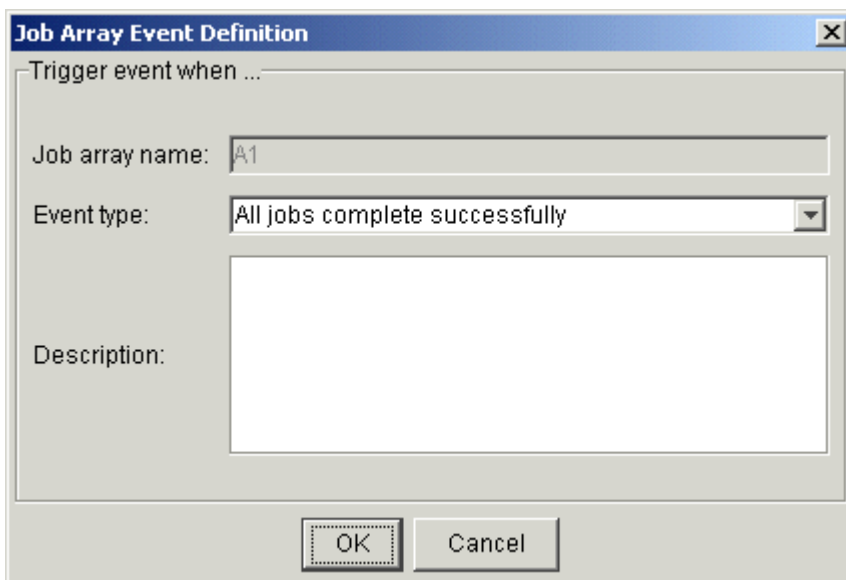 Job Array Event Definition
Trigger event when ...
Job array name: A1
Event type: All jobs complete successfully
Description:
OK Cancel